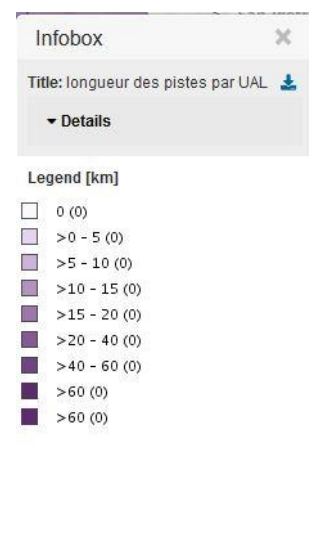 Infobox
Title: longueur des pistes par UAL
Details
Legend [km]
0 (0)
>0 - 5 (0)
>5 - 10 (0)
>10 - 15 (0)
>15 - 20 (0)
>20 - 40 (0)
>40 - 60 (0)
>60 (0)
>60 (0)